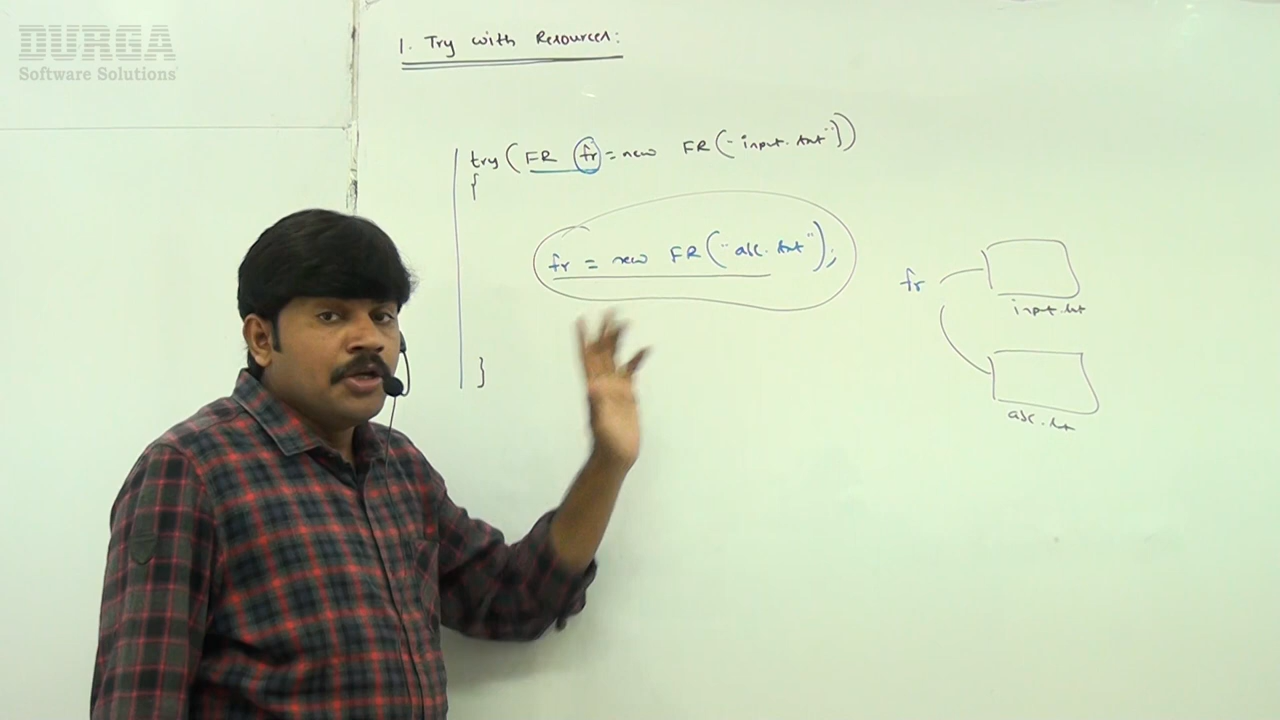 DURGA
Software Solutions
1. Try with Resources:
try ( FR fr = new FR("input.txt"))
{
fr = new FR("abc.txt");
}
fr
input.txt
abc.txt